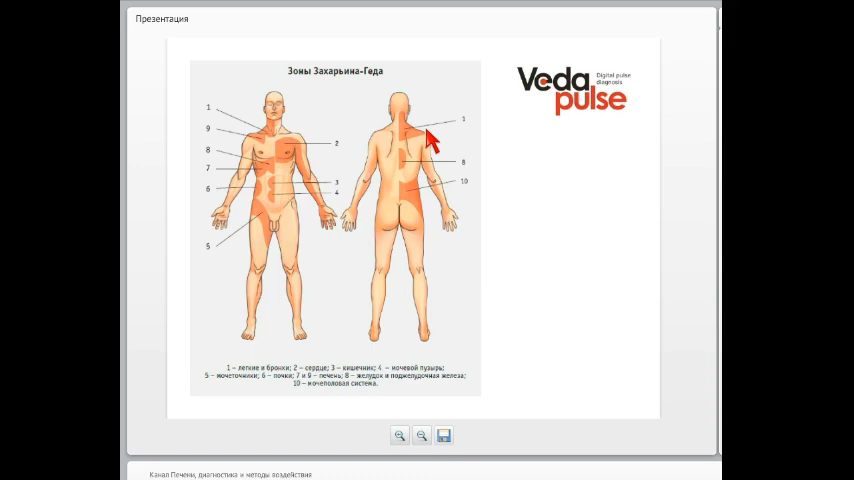 Презентация
Зоны Захарьина-Геда
Veda
pulse
Digital pulse
diagnosis
1
9
8
7
6
5
2
3
4
1
8
10
1 – легкие и бронки; 2 – сердце; 3 – кишечник; 4 – мочевой пузырь;
5 – мочеточники; 6 – почки; 7 и 9 – печень; 8 – желудок и поджелудочная железа;
10 – мочеполовая система.
Канал Печени, диагностика и методы воздействия